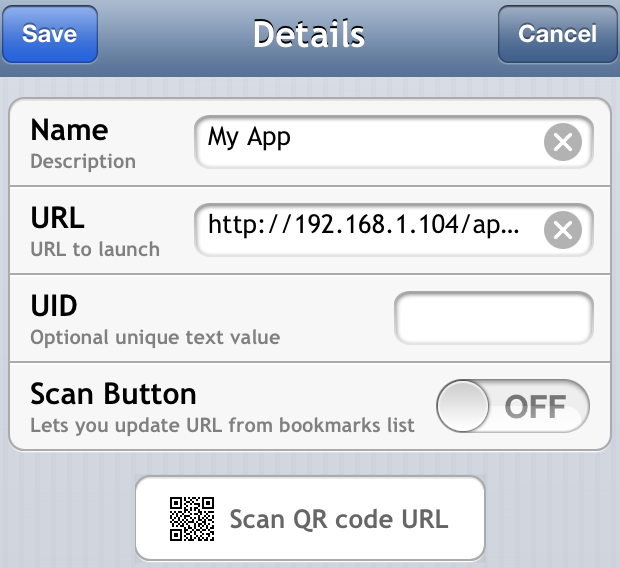 Save
Details
Cancel
Name
My App
Description
URL
http://192.168.1.104/ap...
URL to launch
UID
Optional unique text value
Scan Button
OFF
Lets you update URL from bookmarks list
Scan QR code URL